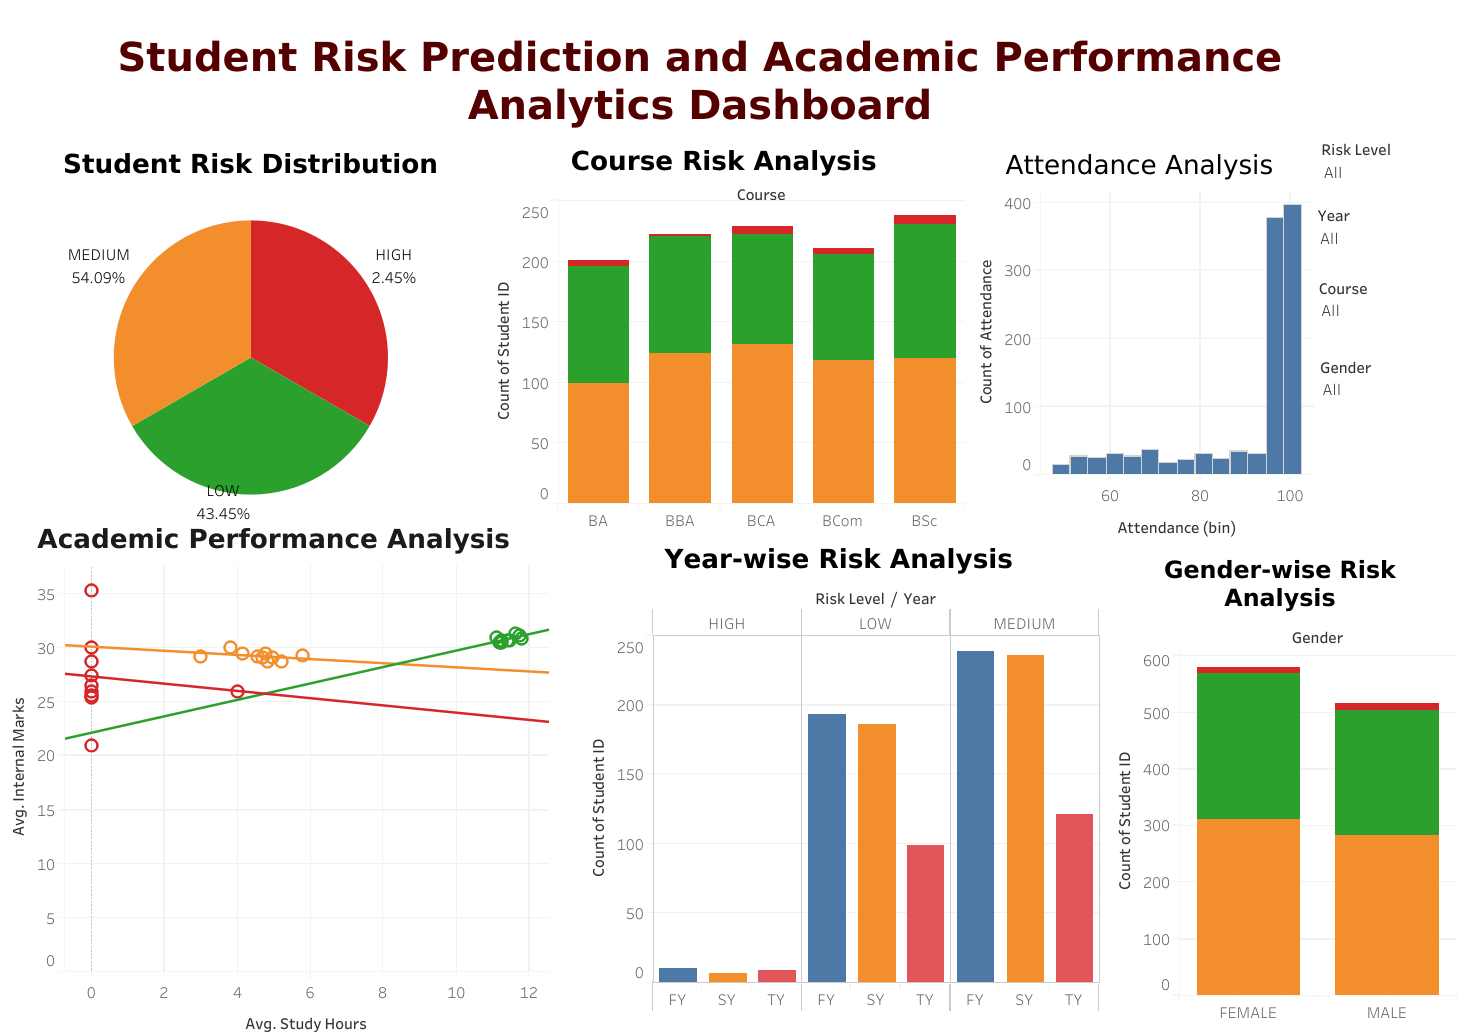 Student Risk Prediction and Academic Performance
Analytics Dashboard
Student Risk Distribution
MEDIUM
54.09%
HIGH
2.45%
LOW
43.45%
Course Risk Analysis
Course
Count of Student ID
250
200
150
100
50
0
BA BBA BCA BCom BSc
Attendance Analysis
Count of Attendance
400
300
200
100
0
60 80 100
Attendance (bin)
Risk Level
All
Year
All
Course
All
Gender
All
Academic Performance Analysis
Avg. Internal Marks
35
30
25
20
15
10
5
0
0 2 4 6 8 10 12
Avg. Study Hours
Year-wise Risk Analysis
Risk Level / Year
HIGH LOW MEDIUM
Count of Student ID
250
200
150
100
50
0
FY SY TY FY SY TY FY SY TY
Gender-wise Risk
Analysis
Gender
Count of Student ID
600
500
400
300
200
100
0
FEMALE MALE